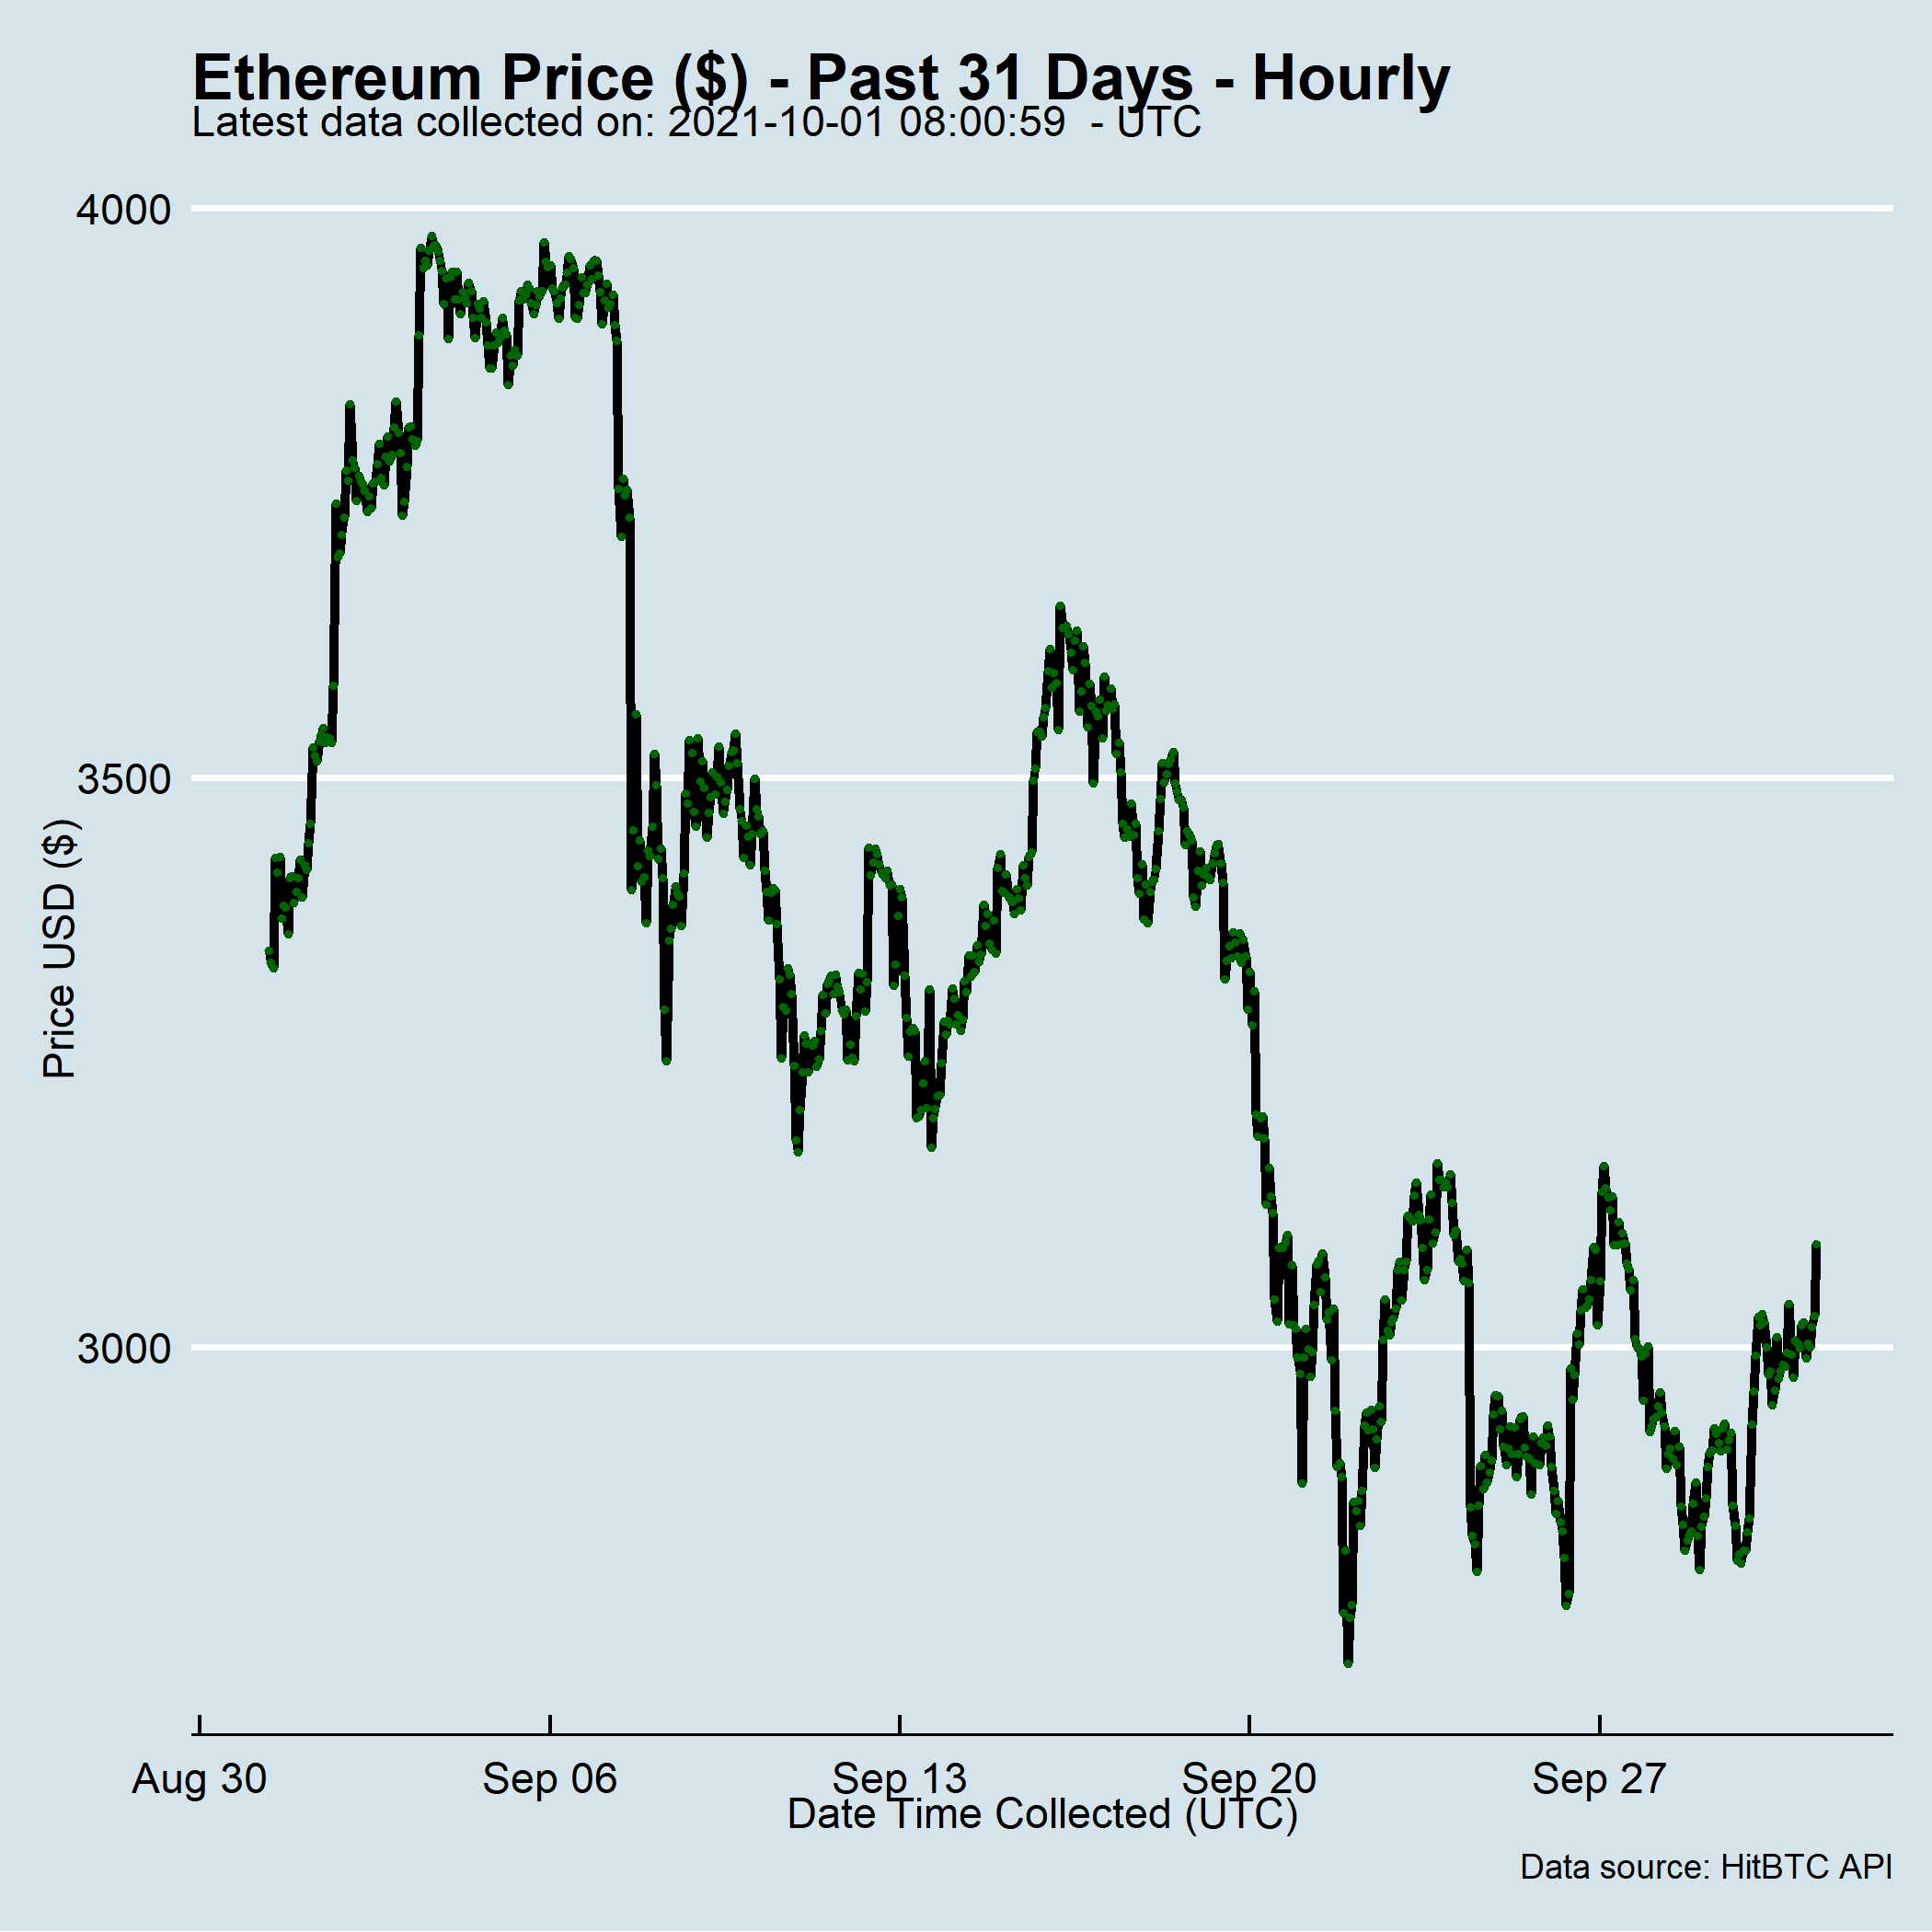 Ethereum Price ($) - Past 31 Days - Hourly
Latest data collected on: 2021-10-01 08:00:59  - UTC
4000
3500
3000
Price USD ($)
Aug 30
Sep 06
Sep 13
Sep 20
Sep 27
Date Time Collected (UTC)
Data source: HitBTC API